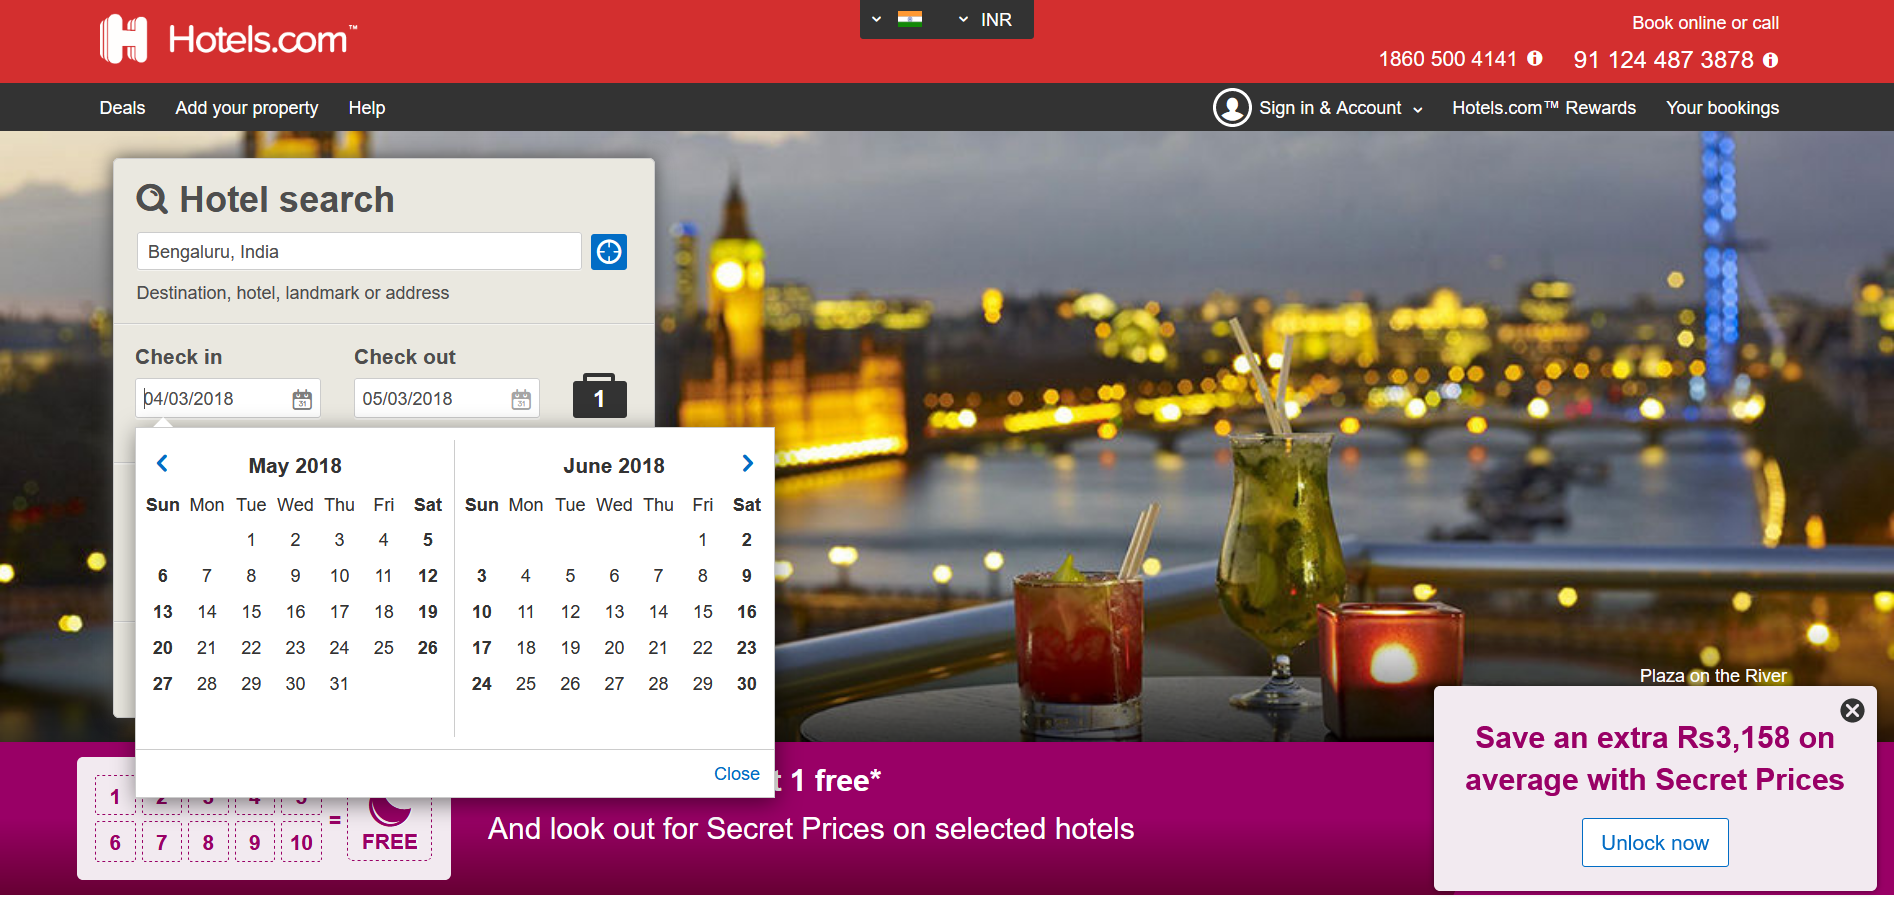 Hotels.com™
INR
Book online or call
1860 500 4141
91 124 487 3878
Deals
Add your property
Help
Sign in & Account
Hotels.com™ Rewards
Your bookings
Hotel search
Bengaluru, India
Destination, hotel, landmark or address
Check in
Check out
04/03/2018
31
05/03/2018
31
1
May 2018
Sun Mon Tue Wed Thu Fri Sat
1 2 3 4 5
6 7 8 9 10 11 12
13 14 15 16 17 18 19
20 21 22 23 24 25 26
27 28 29 30 31
June 2018
Sun Mon Tue Wed Thu Fri Sat
1 2
3 4 5 6 7 8 9
10 11 12 13 14 15 16
17 18 19 20 21 22 23
24 25 26 27 28 29 30
Close
Plaza on the River
1 2 3 4 5
6 7 8 9 10
=
FREE
1 free*
And look out for Secret Prices on selected hotels
Save an extra Rs3,158 on
average with Secret Prices
Unlock now